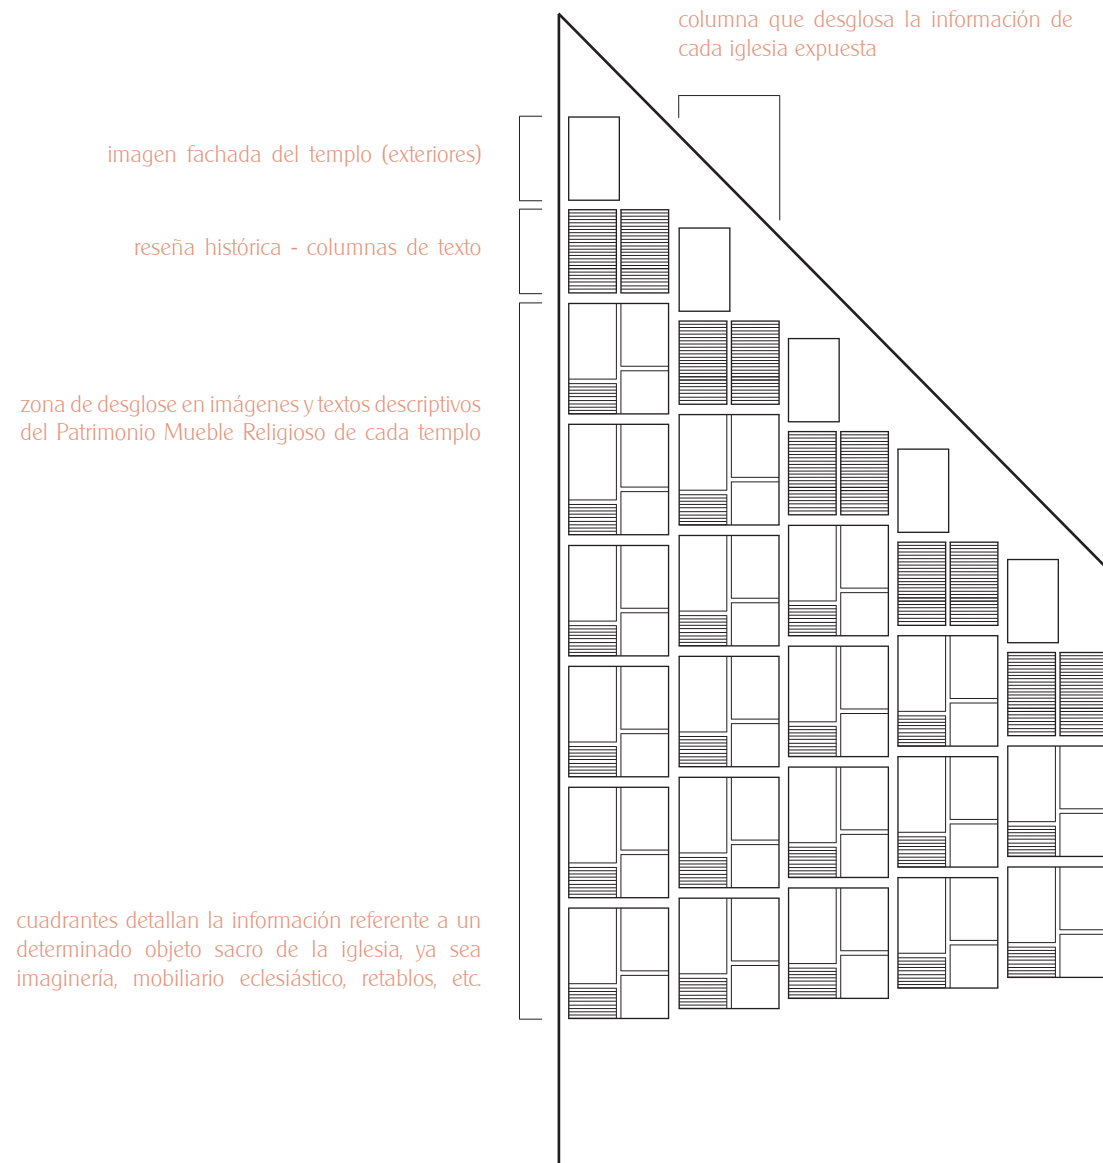 columna que desglosa la información de
cada iglesia expuesta
imagen fachada del templo (exteriores)
reseña histórica - columnas de texto
zona de desglose en imágenes y textos descriptivos
del Patrimonio Mueble Religioso de cada templo
cuadrantes detallan la información referente a un
determinado objeto sacro de la iglesia, ya sea
imaginería, mobiliario eclesiástico, retablos, etc.